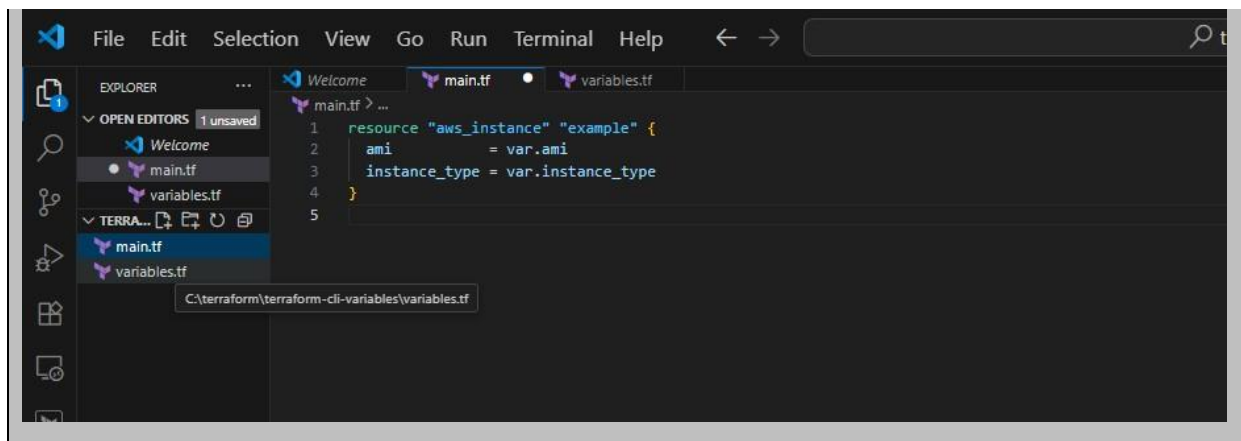 File Edit Selection View Go Run Terminal Help
EXPLORER ...
OPEN EDITORS 1 unsaved
Welcome
main.tf
variables.tf
TERRA...
main.tf
variables.tf
C:\terraform\terraform-cli-variables\variables.tf
1
Welcome main.tf variables.tf
main.tf > ...
1 resource "aws_instance" "example" {
2 ami = var.ami
3 instance_type = var.instance_type
4 }
5
t